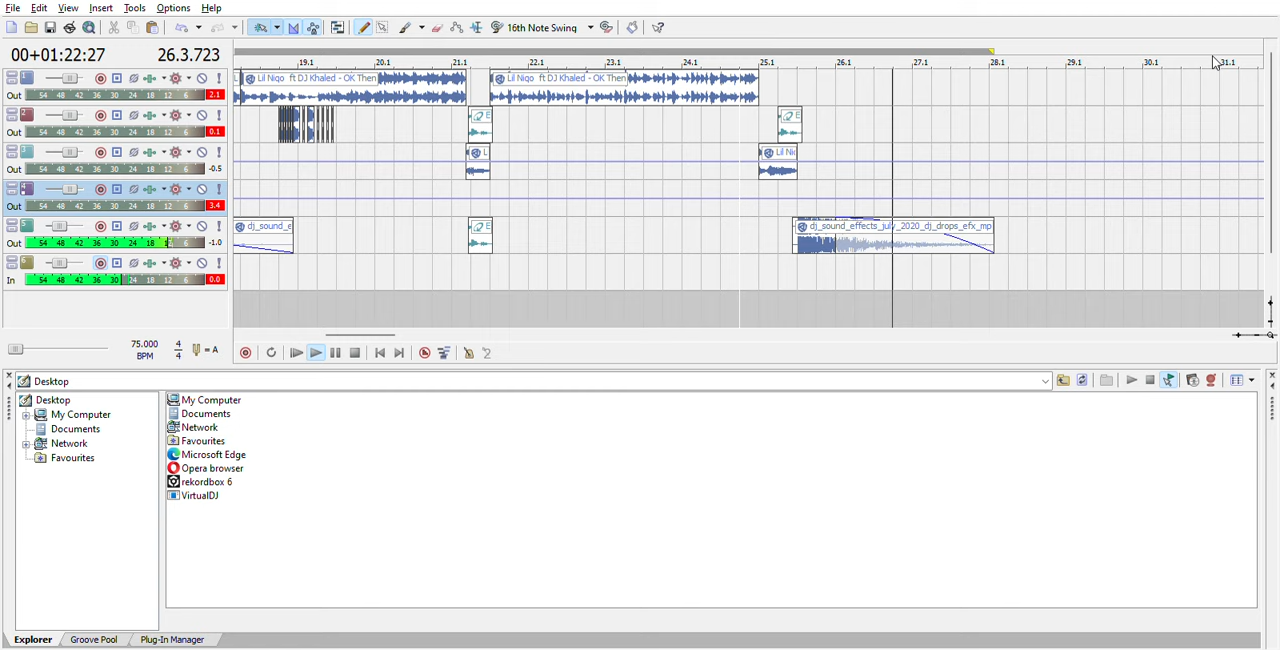 File Edit View Insert Tools Options Help
16th Note Swing
00+01:22:27 26.3.723
19.1 20.1 21.1 22.1 23.1 24.1 25.1 26.1 27.1 28.1 29.1 30.1 31.1
1
L Lil Niqo ft DJ Khaled - OK Then Lil Niqo ft DJ Khaled - OK Then
Out 54 48 42 36 30 24 18 12 6 2.1
2 E E
Out 54 48 42 36 30 24 18 12 6 0.1
3 L Lil Nic
Out 54 48 42 36 30 24 18 12 6 -0.5
4
Out 54 48 42 36 30 24 18 12 6 3.4
5 dj_sound_e E dj_sound_effects_july_2020_dj_drops_efx_mp
Out 54 48 42 36 30 24 18 12 6 -1.0
6
In 54 48 42 36 30 24 18 12 6 0.0
75.000 4
BPM 4 = A
Desktop
Desktop
My Computer
Documents
Network
Favourites
My Computer
Documents
Network
Favourites
Microsoft Edge
Opera browser
rekordbox 6
VirtualDJ
Explorer Groove Pool Plug-In Manager